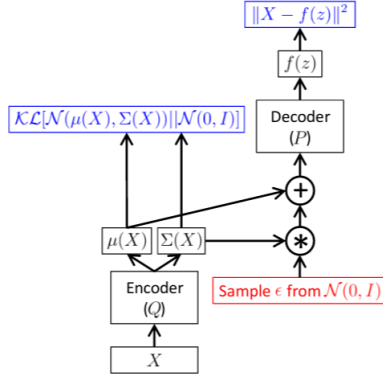 ‖X − f(z)‖²
f(z)
𝒦ℒ[𝒩(μ(X), Σ(X))||𝒩(0, I)]
Decoder
(P)
+
μ(X) Σ(X)
*
Encoder
(Q)
Sample ϵ from 𝒩(0, I)
X